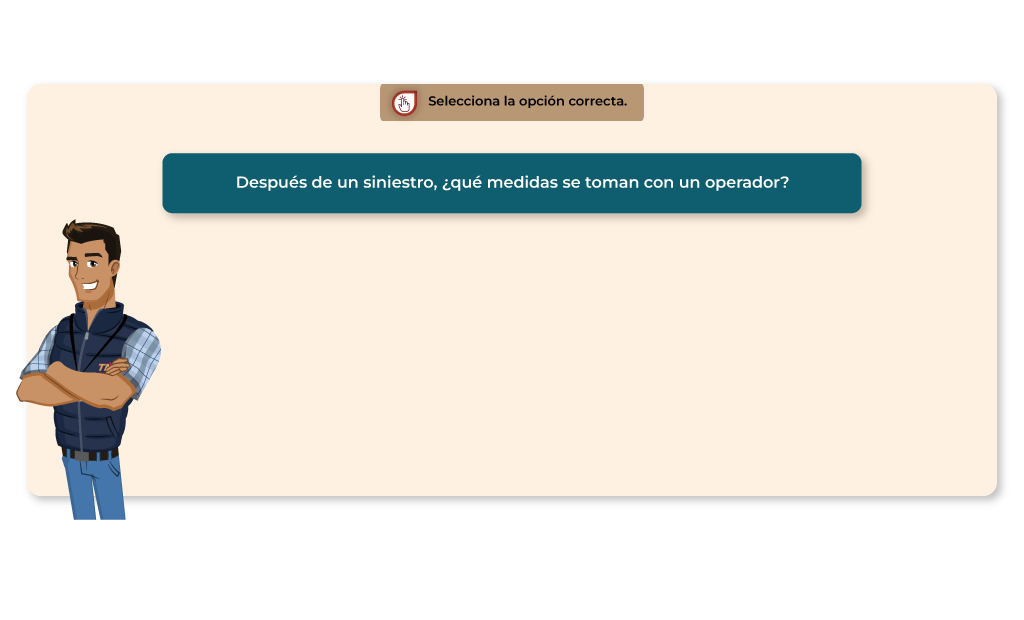 Selecciona la opción correcta.
Después de un siniestro, ¿qué medidas se toman con un operador?